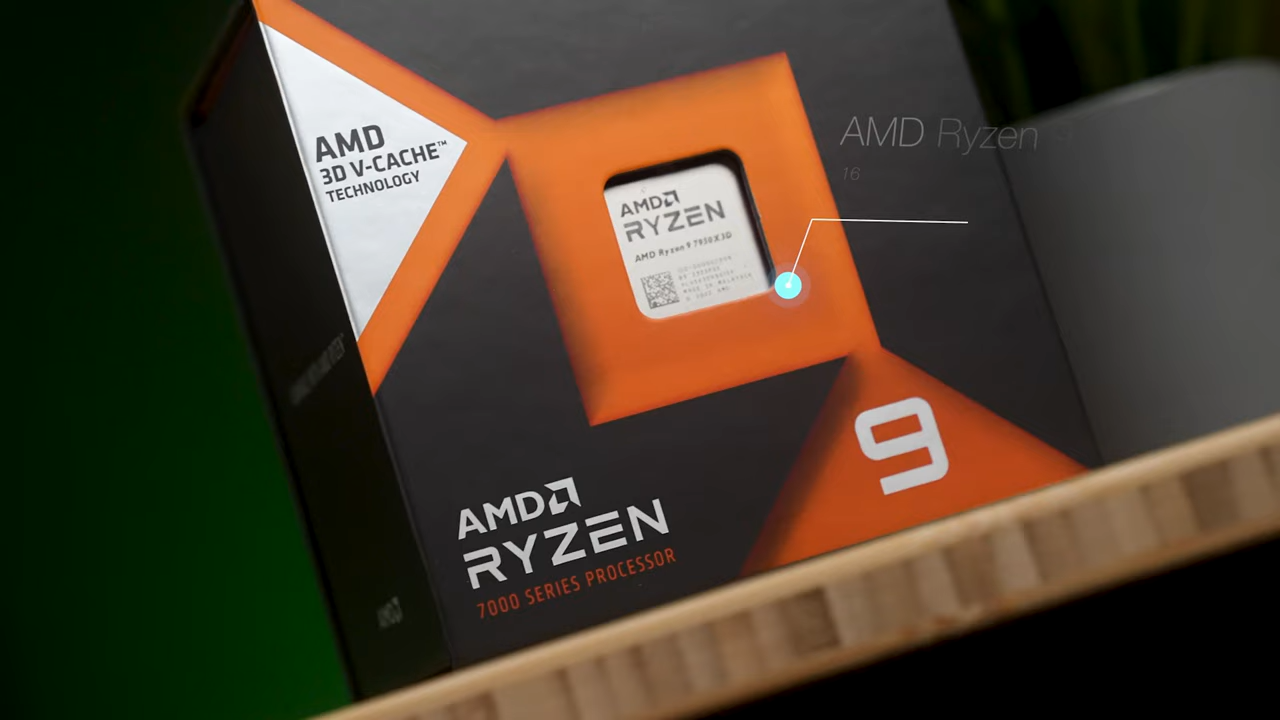 AMD
3D V-CACHE™
TECHNOLOGY
AMD
RYZEN
AMD Ryzen 9 7950X3D
AMD Ryzen
16
9
AMD
RYZEN
7000 SERIES PROCESSOR